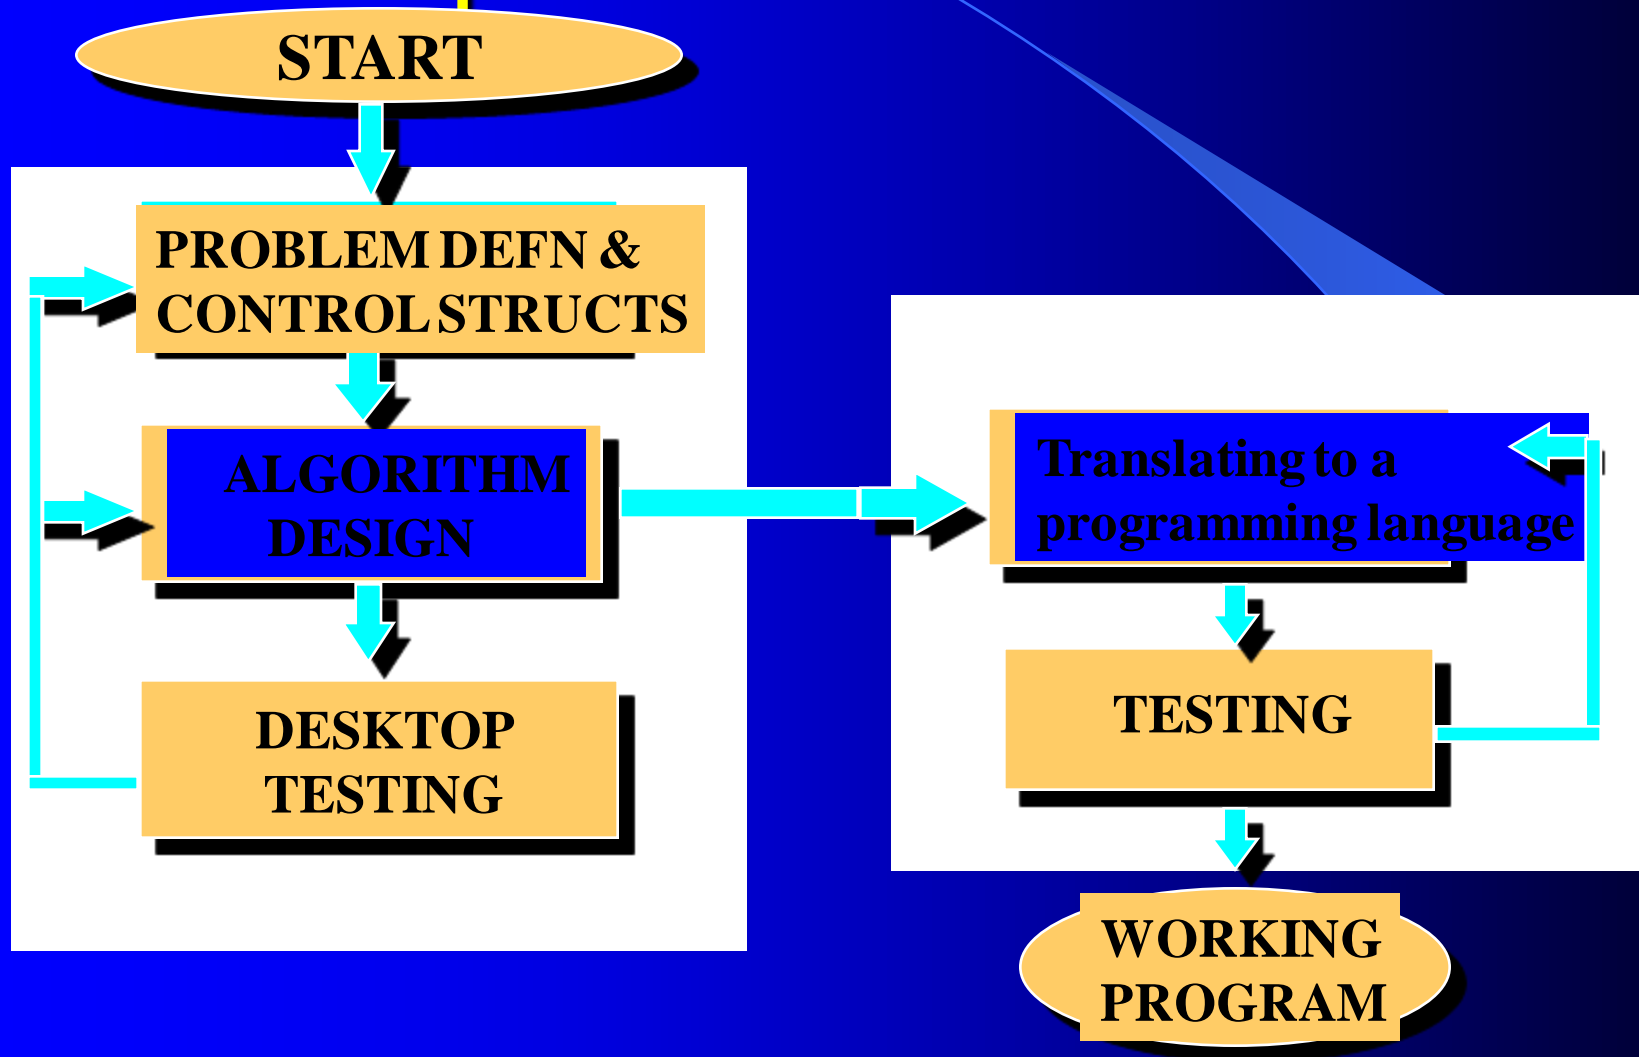 START
PROBLEM DEFN &
CONTROL STRUCTS
ALGORITHM
DESIGN
DESKTOP
TESTING
Translating to a
programming language
TESTING
WORKING
PROGRAM